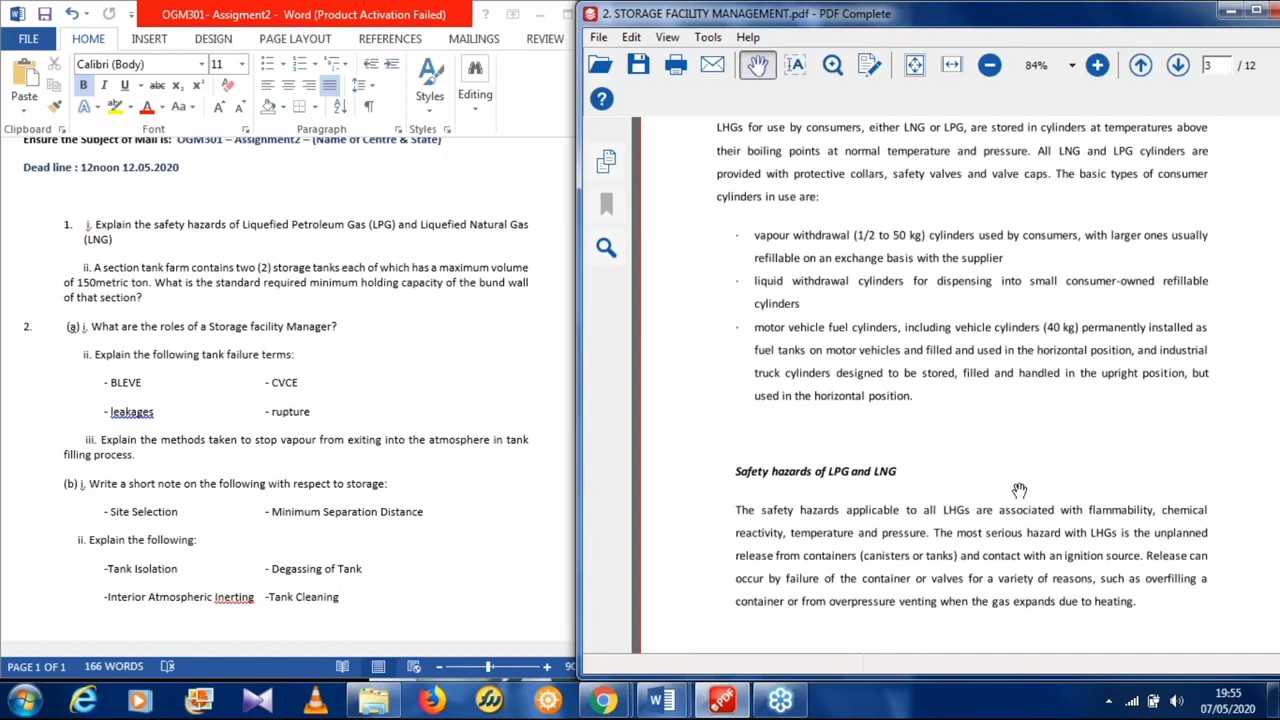 OGM301- Assigment2 - Word (Product Activation Failed)
FILE HOME INSERT DESIGN PAGE LAYOUT REFERENCES MAILINGS REVIEW
Calibri (Body) 11
Paste
Styles
Editing
Clipboard Font Paragraph Styles
Ensure the Subject of Mail is: OGM301 – Assignment2 – (Name of Centre & State)
Dead line : 12noon 12.05.2020
1. i. Explain the safety hazards of Liquefied Petroleum Gas (LPG) and Liquefied Natural Gas
(LNG)
ii. A section tank farm contains two (2) storage tanks each of which has a maximum volume
of 150metric ton. What is the standard required minimum holding capacity of the bund wall
of that section?
2. (a) i. What are the roles of a Storage facility Manager?
ii. Explain the following tank failure terms:
- BLEVE - CVCE
- leakages - rupture
iii. Explain the methods taken to stop vapour from exiting into the atmosphere in tank
filling process.
(b) i. Write a short note on the following with respect to storage:
- Site Selection - Minimum Separation Distance
ii. Explain the following:
-Tank Isolation - Degassing of Tank
-Interior Atmospheric Inerting -Tank Cleaning
PAGE 1 OF 1 166 WORDS 90
2. STORAGE FACILITY MANAGEMENT.pdf - PDF Complete
File Edit View Tools Help
84% 3 / 12
LHGs for use by consumers, either LNG or LPG, are stored in cylinders at temperatures above
their boiling points at normal temperature and pressure. All LNG and LPG cylinders are
provided with protective collars, safety valves and valve caps. The basic types of consumer
cylinders in use are:
· vapour withdrawal (1/2 to 50 kg) cylinders used by consumers, with larger ones usually
refillable on an exchange basis with the supplier
· liquid withdrawal cylinders for dispensing into small consumer-owned refillable
cylinders
· motor vehicle fuel cylinders, including vehicle cylinders (40 kg) permanently installed as
fuel tanks on motor vehicles and filled and used in the horizontal position, and industrial
truck cylinders designed to be stored, filled and handled in the upright position, but
used in the horizontal position.
Safety hazards of LPG and LNG
The safety hazards applicable to all LHGs are associated with flammability, chemical
reactivity, temperature and pressure. The most serious hazard with LHGs is the unplanned
release from containers (canisters or tanks) and contact with an ignition source. Release can
occur by failure of the container or valves for a variety of reasons, such as overfilling a
container or from overpressure venting when the gas expands due to heating.
19:55
07/05/2020